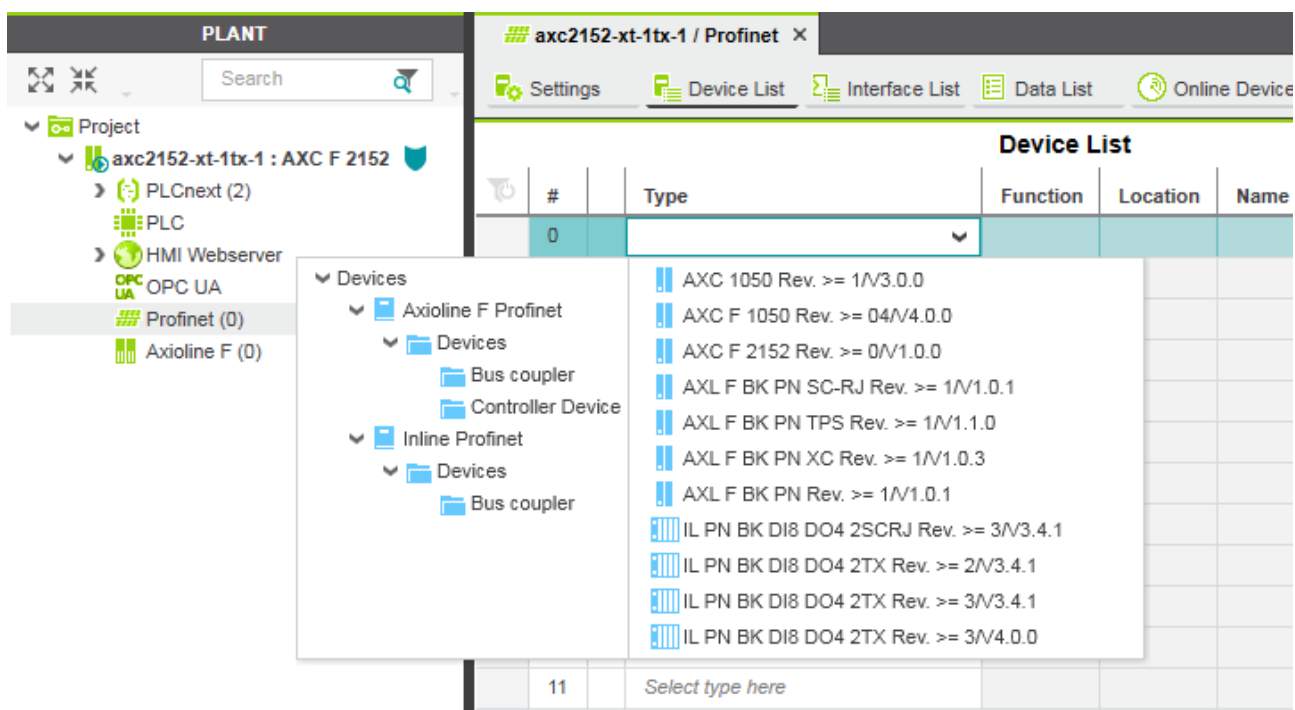 PLANT
Search
Project
axc2152-xt-1tx-1 : AXC F 2152
PLCnext (2)
PLC
HMI Webserver
OPC UA OPC UA
Profinet (0)
Axioline F (0)
axc2152-xt-1tx-1 / Profinet ×
Settings Device List Interface List Data List Online Device
Device List
# Type Function Location Name
0
Devices
Axioline F Profinet
Devices
Bus coupler
Controller Device
Inline Profinet
Devices
Bus coupler
AXC 1050 Rev. >= 1/V3.0.0
AXC F 1050 Rev. >= 04/V4.0.0
AXC F 2152 Rev. >= 0/V1.0.0
AXL F BK PN SC-RJ Rev. >= 1/V1.0.1
AXL F BK PN TPS Rev. >= 1/V1.1.0
AXL F BK PN XC Rev. >= 1/V1.0.3
AXL F BK PN Rev. >= 1/V1.0.1
IL PN BK DI8 DO4 2SCRJ Rev. >= 3/V3.4.1
IL PN BK DI8 DO4 2TX Rev. >= 2/V3.4.1
IL PN BK DI8 DO4 2TX Rev. >= 3/V3.4.1
IL PN BK DI8 DO4 2TX Rev. >= 3/V4.0.0
11 Select type here